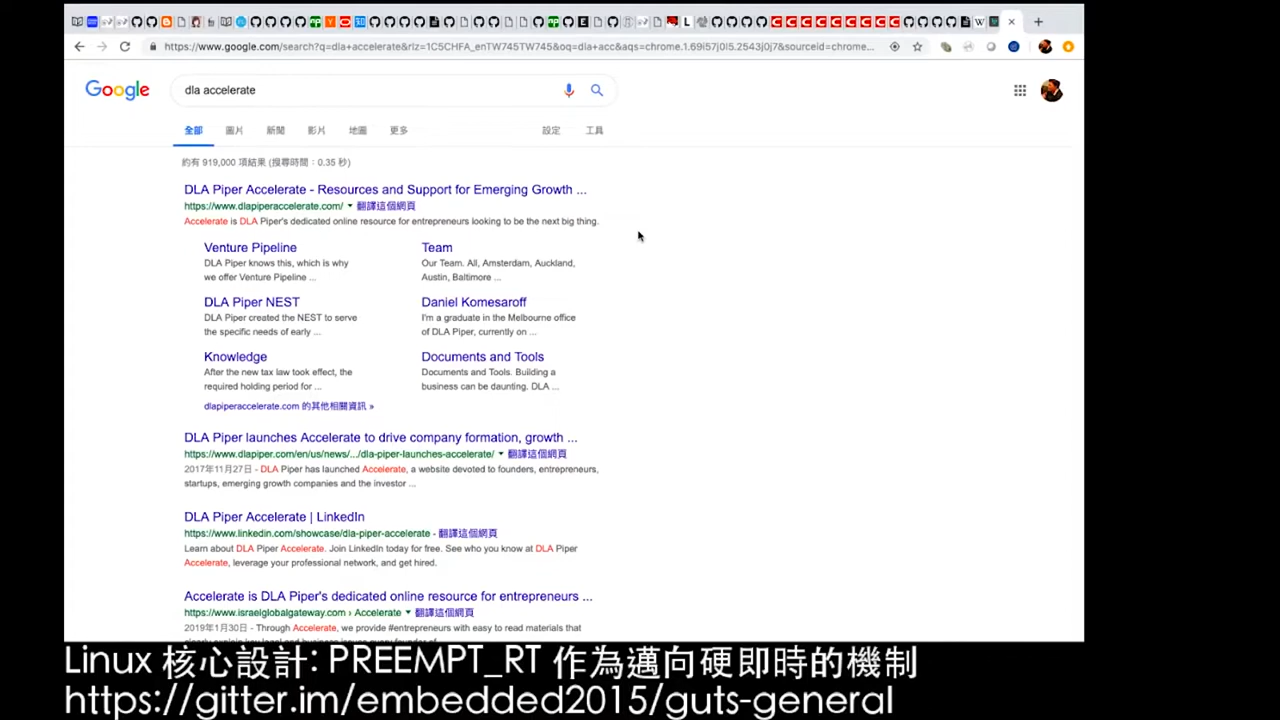 https://www.google.com/search?q=dla+accelerate&rlz=1C5CHFA_enTW745TW745&oq=dla+acc&aqs=chrome.1.69i57j0l5.2543j0j7&sourceid=chrome...
Google
dla accelerate
全部 圖片 新聞 影片 地圖 更多 設定 工具
約有 919,000 項結果 (搜尋時間：0.35 秒)
DLA Piper Accelerate - Resources and Support for Emerging Growth ...
https://www.dlapiperaccelerate.com/ ▼ 翻譯這個網頁
Accelerate is DLA Piper's dedicated online resource for entrepreneurs looking to be the next big thing.
Venture Pipeline
DLA Piper knows this, which is why
we offer Venture Pipeline ...
Team
Our Team. All, Amsterdam, Auckland,
Austin, Baltimore ...
DLA Piper NEST
DLA Piper created the NEST to serve
the specific needs of early ...
Daniel Komesaroff
I'm a graduate in the Melbourne office
of DLA Piper, currently on ...
Knowledge
After the new tax law took effect, the
required holding period for ...
Documents and Tools
Documents and Tools. Building a
business can be daunting. DLA ...
dlapiperaccelerate.com 的其他相關資訊 »
DLA Piper launches Accelerate to drive company formation, growth ...
https://www.dlapiper.com/en/us/news/.../dla-piper-launches-accelerate/ ▼ 翻譯這個網頁
2017年11月27日 - DLA Piper has launched Accelerate, a website devoted to founders, entrepreneurs,
startups, emerging growth companies and the investor ...
DLA Piper Accelerate | LinkedIn
https://www.linkedin.com/showcase/dla-piper-accelerate - 翻譯這個網頁
Learn about DLA Piper Accelerate. Join LinkedIn today for free. See who you know at DLA Piper
Accelerate, leverage your professional network, and get hired.
Accelerate is DLA Piper's dedicated online resource for entrepreneurs ...
https://www.israelglobalgateway.com › Accelerate ▼ 翻譯這個網頁
2019年1月30日 - Through Accelerate, we provide #entrepreneurs with easy to read materials that
Linux 核心設計: PREEMPT_RT 作為邁向硬即時的機制
https://gitter.im/embedded2015/guts-general